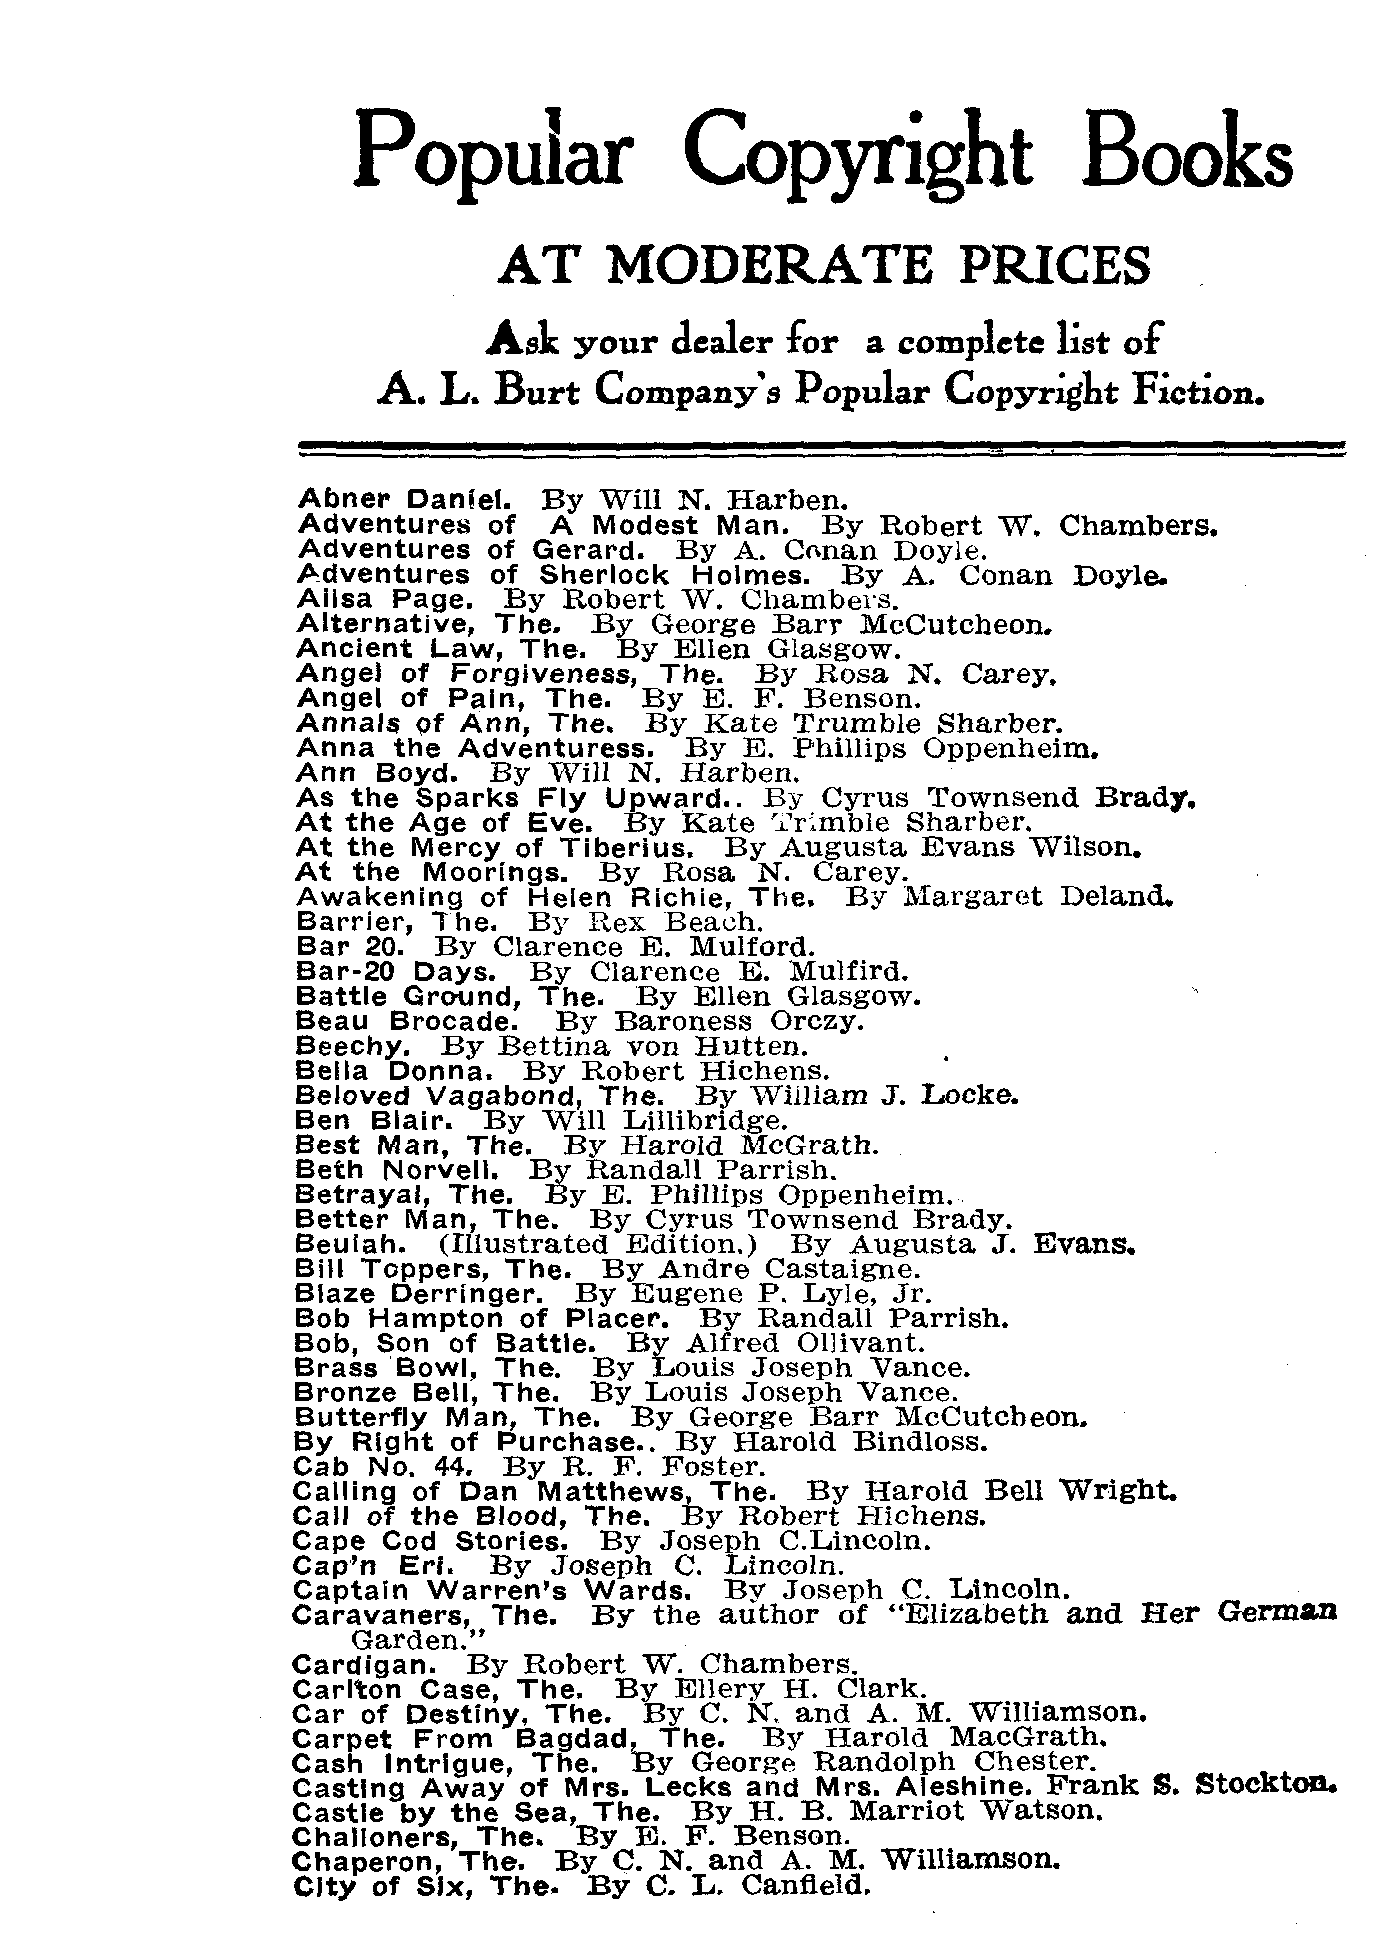 Popular Copyright Books
AT MODERATE PRICES
Ask your dealer for a complete list of
A. L. Burt Company's Popular Copyright Fiction.
Abner Daniel. By Will N. Harben.
Adventures of A Modest Man. By Robert W. Chambers.
Adventures of Gerard. By A. Conan Doyle.
Adventures of Sherlock Holmes. By A. Conan Doyle.
Ailsa Page. By Robert W. Chambers.
Alternative, The. By George Barr McCutcheon.
Ancient Law, The. By Ellen Glasgow.
Angel of Forgiveness, The. By Rosa N. Carey.
Angel of Pain, The. By E. F. Benson.
Annals of Ann, The. By Kate Trumble Sharber.
Anna the Adventuress. By E. Phillips Oppenheim.
Ann Boyd. By Will N. Harben.
As the Sparks Fly Upward.. By Cyrus Townsend Brady.
At the Age of Eve. By Kate Trimble Sharber.
At the Mercy of Tiberius. By Augusta Evans Wilson.
At the Moorings. By Rosa N. Carey.
Awakening of Helen Richie, The. By Margaret Deland.
Barrier, The. By Rex Beach.
Bar 20. By Clarence E. Mulford.
Bar-20 Days. By Clarence E. Mulfird.
Battle Ground, The. By Ellen Glasgow.
Beau Brocade. By Baroness Orczy.
Beechy. By Bettina von Hutten.
Bella Donna. By Robert Hichens.
Beloved Vagabond, The. By William J. Locke.
Ben Blair. By Will Lillibridge.
Best Man, The. By Harold McGrath.
Beth Norvell. By Randall Parrish.
Betrayal, The. By E. Phillips Oppenheim.
Better Man, The. By Cyrus Townsend Brady.
Beulah. (Illustrated Edition.) By Augusta J. Evans.
Bill Toppers, The. By Andre Castaigne.
Blaze Derringer. By Eugene P. Lyle, Jr.
Bob Hampton of Placer. By Randall Parrish.
Bob, Son of Battle. By Alfred Ollivant.
Brass Bowl, The. By Louis Joseph Vance.
Bronze Bell, The. By Louis Joseph Vance.
Butterfly Man, The. By George Barr McCutcheon.
By Right of Purchase.. By Harold Bindloss.
Cab No. 44. By R. F. Foster.
Calling of Dan Matthews, The. By Harold Bell Wright.
Call of the Blood, The. By Robert Hichens.
Cape Cod Stories. By Joseph C.Lincoln.
Cap'n Eri. By Joseph C. Lincoln.
Captain Warren's Wards. By Joseph C. Lincoln.
Caravaners, The. By the author of "Elizabeth and Her German
Garden."
Cardigan. By Robert W. Chambers.
Carlton Case, The. By Ellery H. Clark.
Car of Destiny, The. By C. N. and A. M. Williamson.
Carpet From Bagdad, The. By Harold MacGrath.
Cash Intrigue, The. By George Randolph Chester.
Casting Away of Mrs. Lecks and Mrs. Aleshine. Frank S. Stockton.
Castle by the Sea, The. By H. B. Marriot Watson.
Challoners, The. By E. F. Benson.
Chaperon, The. By C. N. and A. M. Williamson.
City of Six, The. By C. L. Canfield.